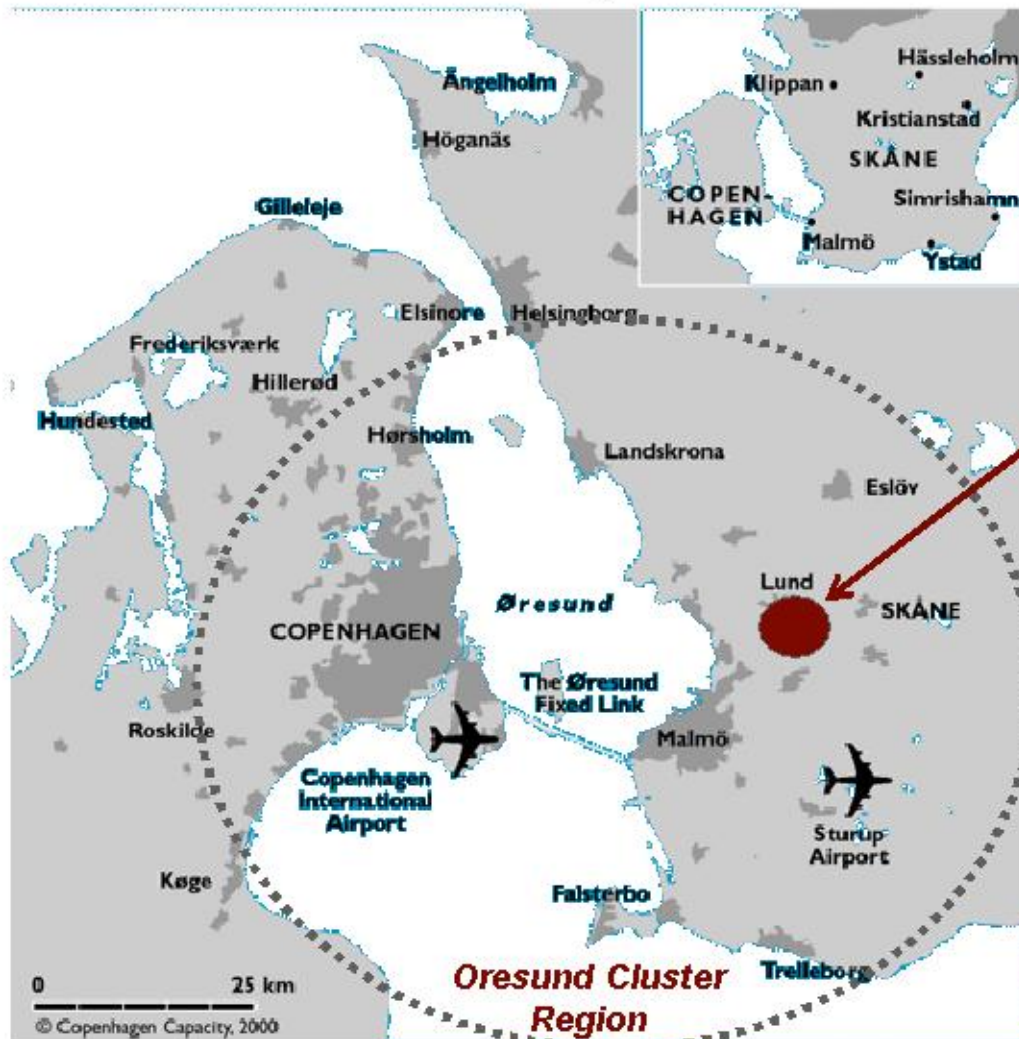 Ängelholm
Höganäs
Gilleleje
Klippan
Hässleholm
Kristianstad
SKÅNE
COPEN-
HAGEN
Simrishamn
Malmö
Ystad
Elsinore
Helsingborg
Frederiksværk
Hillerød
Hundested
Hørsholm
Landskrona
Eslöv
Lund
Øresund
SKÅNE
COPENHAGEN
The Øresund
Fixed Link
Roskilde
Malmö
Copenhagen
International
Airport
Sturup
Airport
Køge
Falsterbo
Trelleborg
Oresund Cluster
Region
0 25 km
© Copenhagen Capacity, 2000